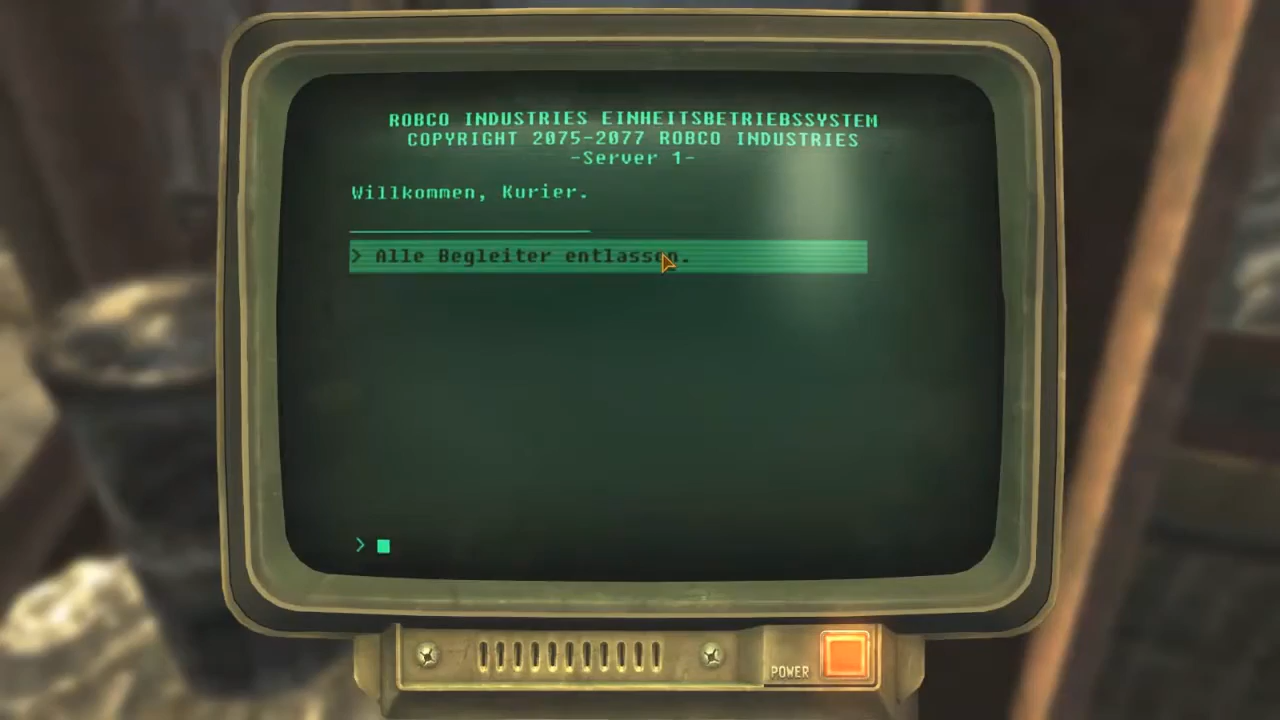 ROBCO INDUSTRIES EINHEITSBETRIEBSSYSTEM
COPYRIGHT 2075-2077 ROBCO INDUSTRIES
-Server 1-
Willkommen, Kurier.
> Alle Begleiter entlassen.
>
POWER